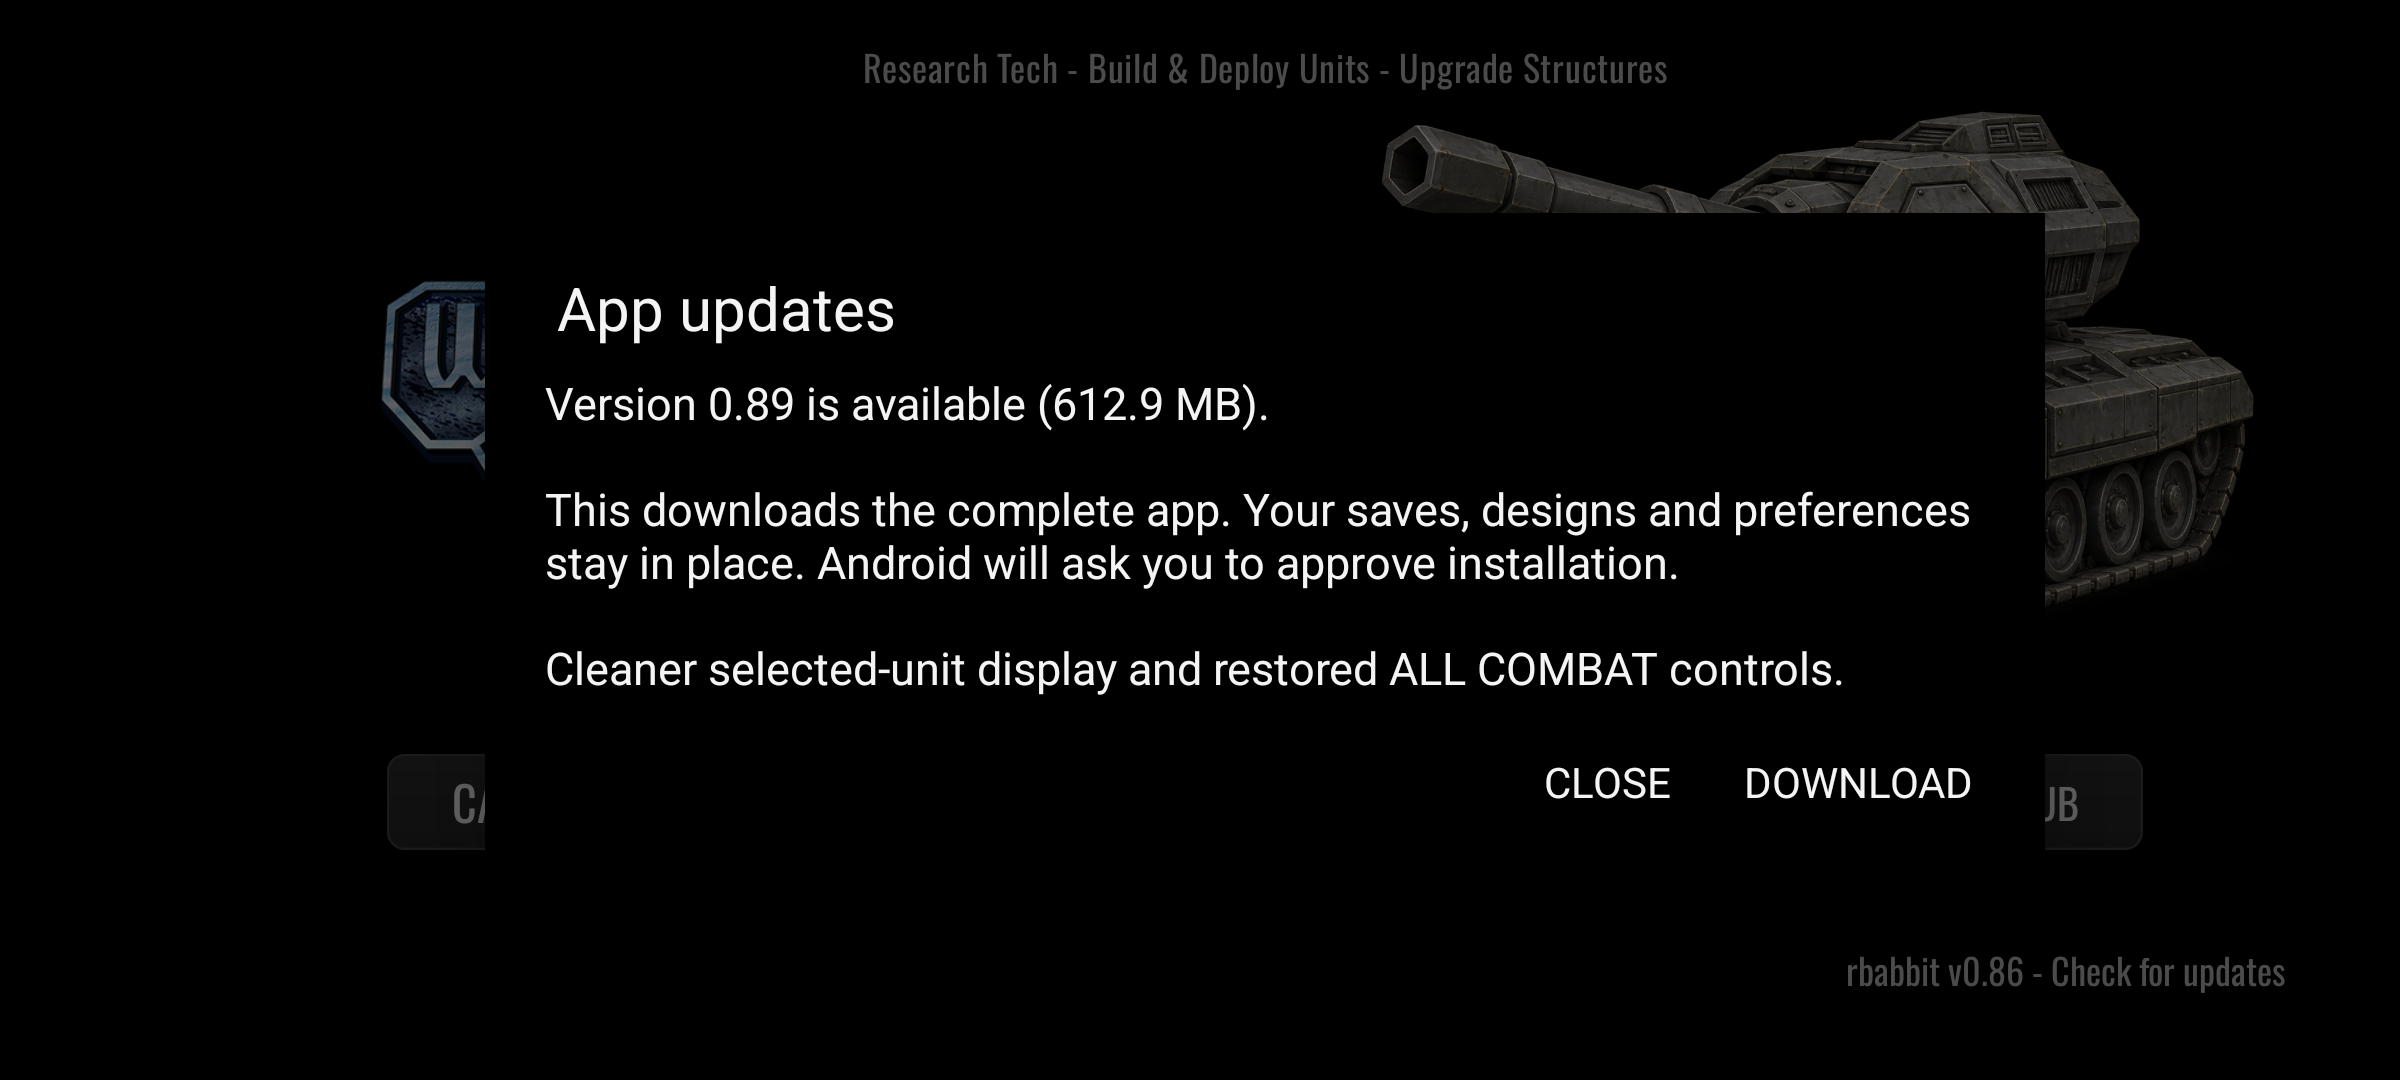 Research Tech - Build & Deploy Units - Upgrade Structures
App updates
Version 0.89 is available (612.9 MB).
This downloads the complete app. Your saves, designs and preferences
stay in place. Android will ask you to approve installation.
Cleaner selected-unit display and restored ALL COMBAT controls.
CLOSE DOWNLOAD
rbabbit v0.86 - Check for updates